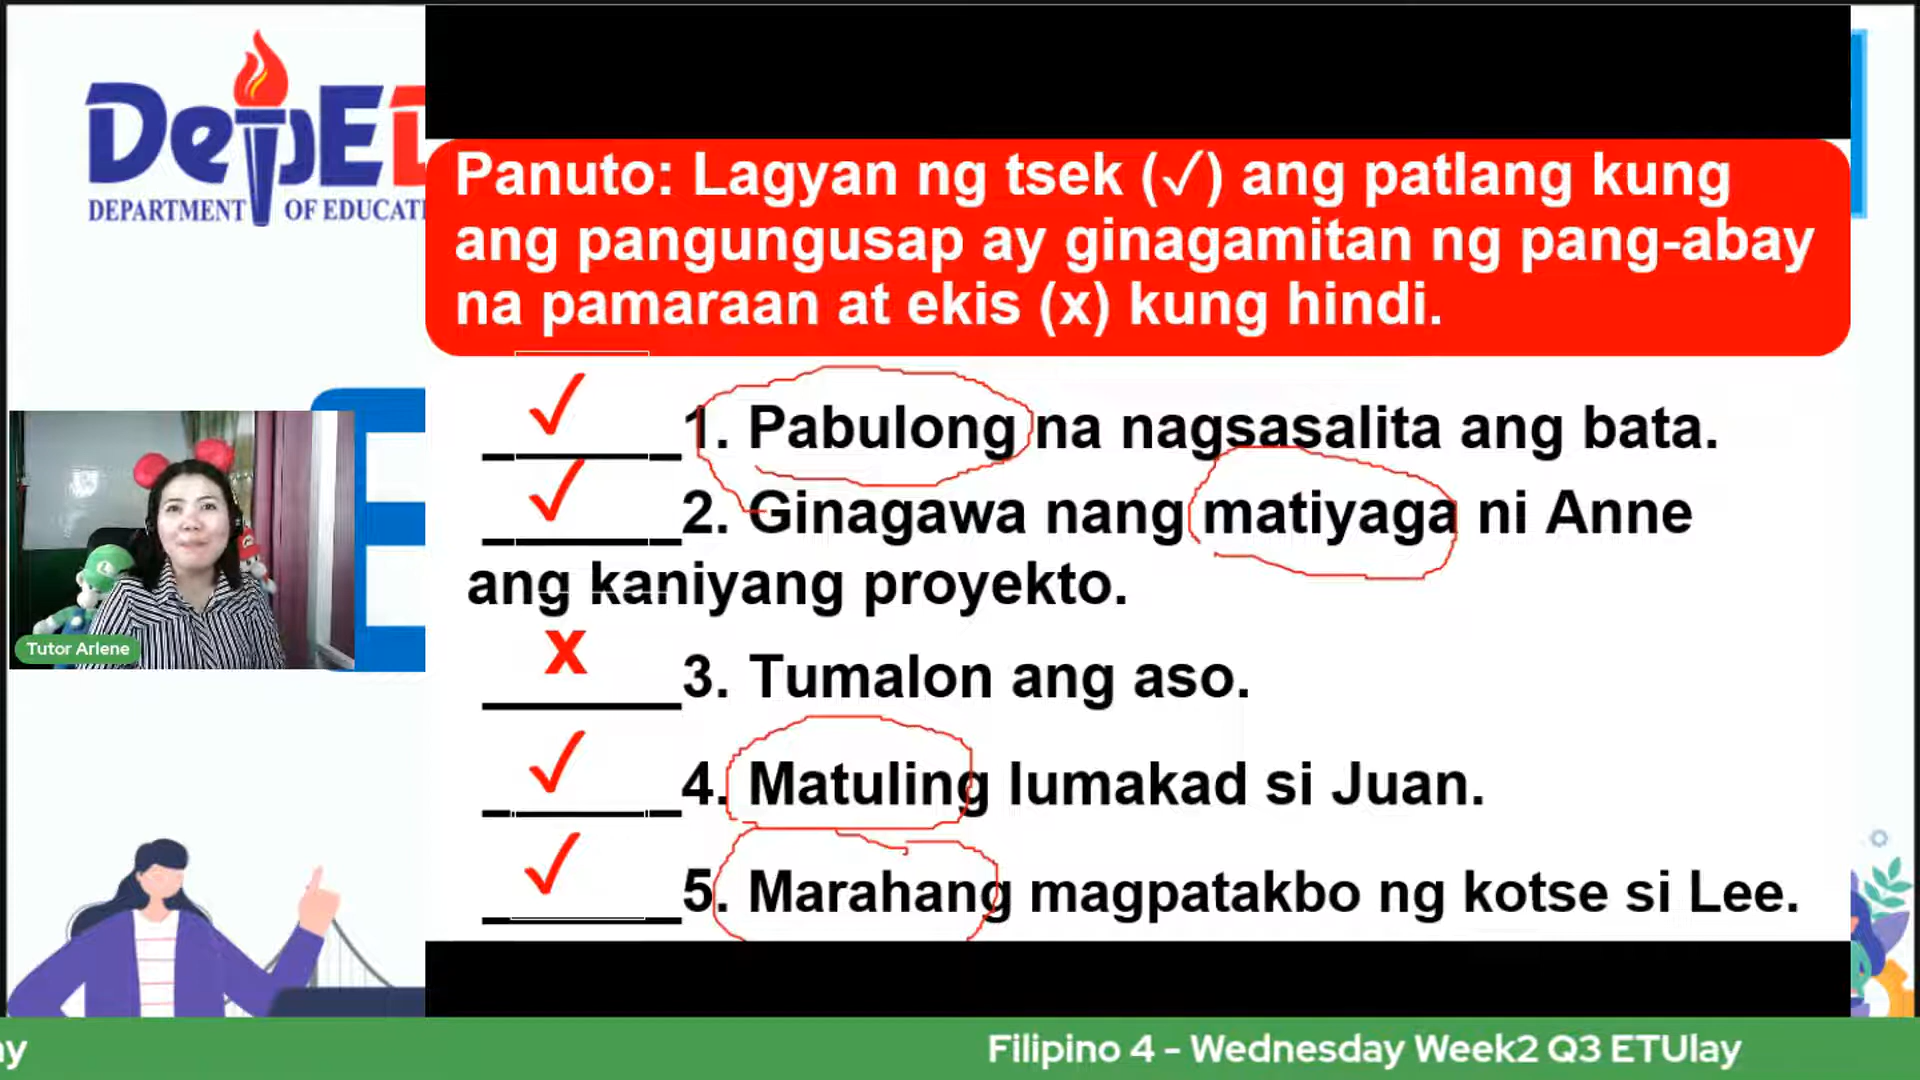 DepED
DEPARTMENT OF EDUCATI
Panuto: Lagyan ng tsek (✓) ang patlang kung
ang pangungusap ay ginagamitan ng pang-abay
na pamaraan at ekis (x) kung hindi.
✓ 1. Pabulong na nagsasalita ang bata.
✓ 2. Ginagawa nang matiyaga ni Anne
ang kaniyang proyekto.
x 3. Tumalon ang aso.
✓ 4. Matuling lumakad si Juan.
✓ 5. Marahang magpatakbo ng kotse si Lee.
Tutor Arlene
Filipino 4 - Wednesday Week2 Q3 ETUlay